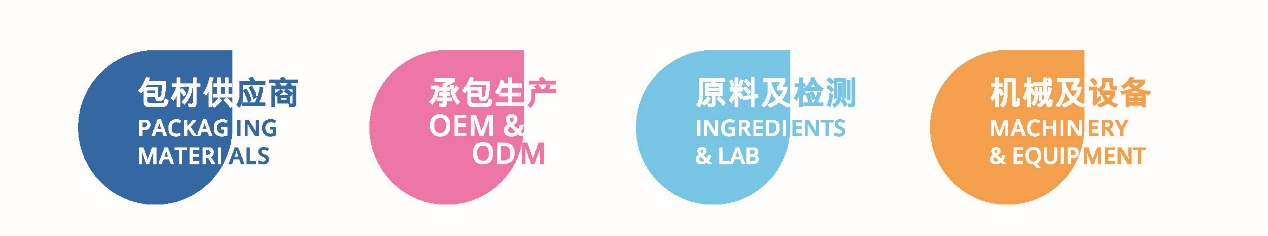 包材供应商
PACKAGING
MATERIALS
承包生产
OEM &
ODM
原料及检测
INGREDIENTS
& LAB
机械及设备
MACHINERY
& EQUIPMENT